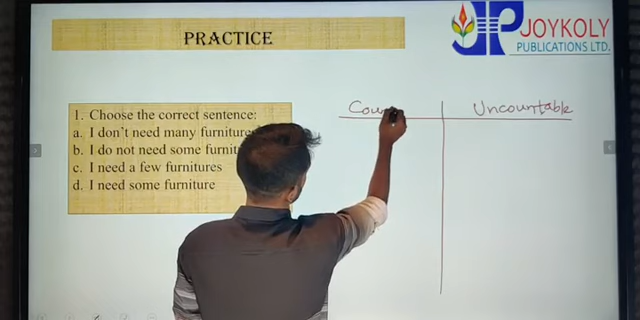 PRACTICE
JP JOYKOLY
PUBLICATIONS LTD.
1. Choose the correct sentence:
a. I don't need many furniture
b. I do not need some
c. I need a few furnitures
d. I need some furniture
Uncountable